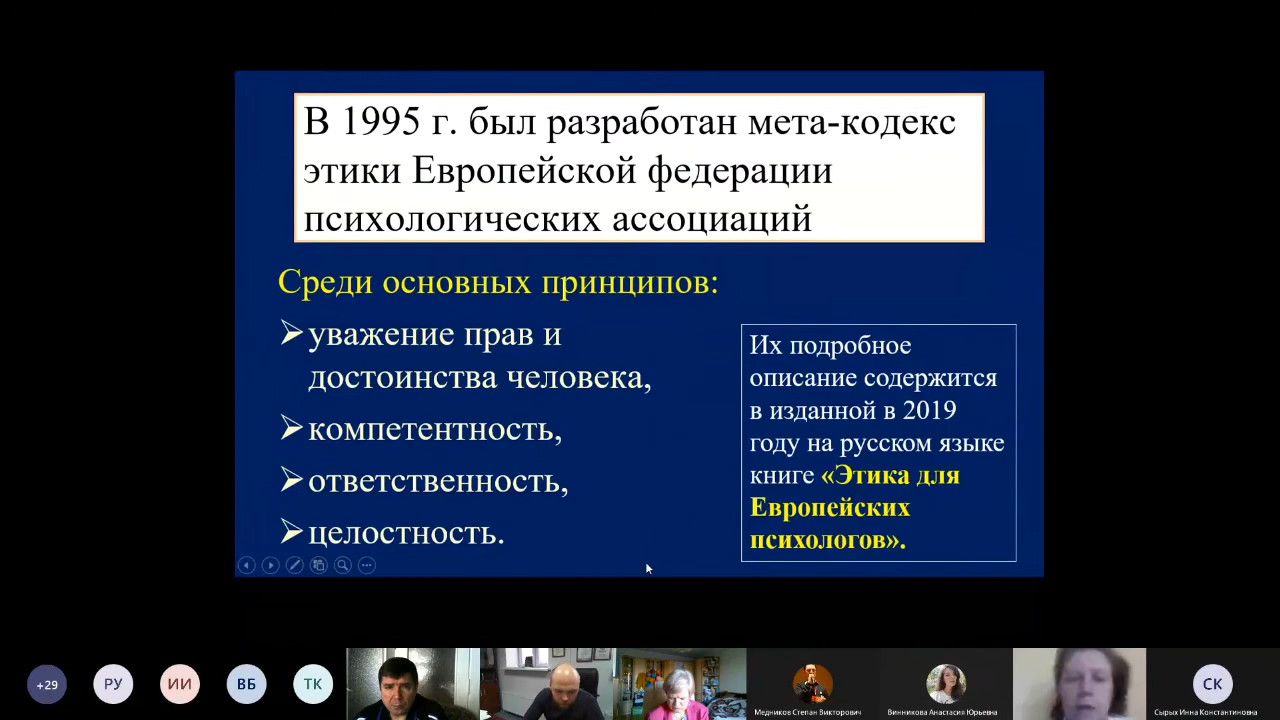 В 1995 г. был разработан мета-кодекс
этики Европейской федерации
психологических ассоциаций
Среди основных принципов:
уважение прав и
достоинства человека,
компетентность,
ответственность,
целостность.
Их подробное
описание содержится
в изданной в 2019
году на русском языке
книге «Этика для
Европейских
психологов».
+29
РУ
ИИ
ВБ
ТК
Медников Степан Викторович
Винникова Анастасия Юрьевна
СК
Сырых Инна Константиновна